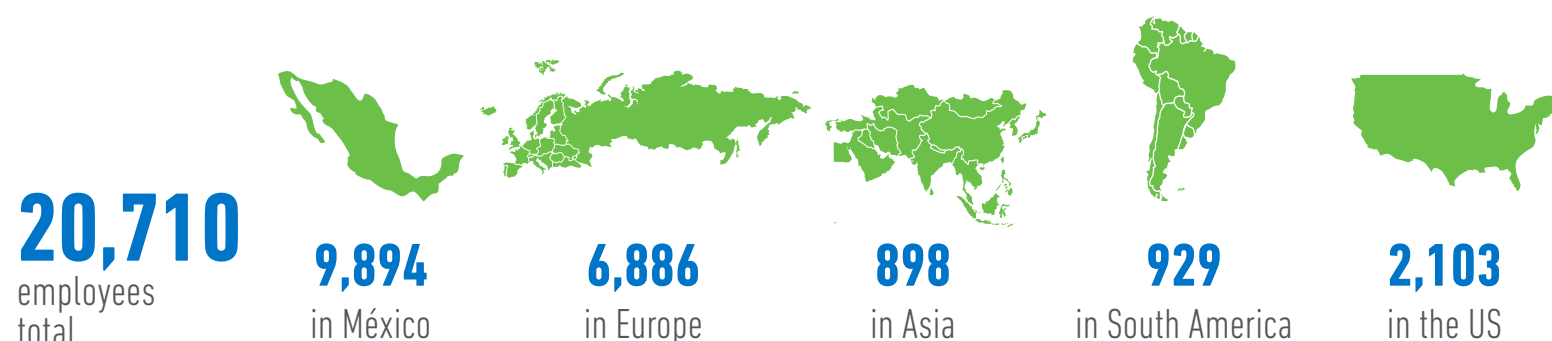 20,710
employees
total
9,894
in México
6,886
in Europe
898
in Asia
929
in South America
2,103
in the US